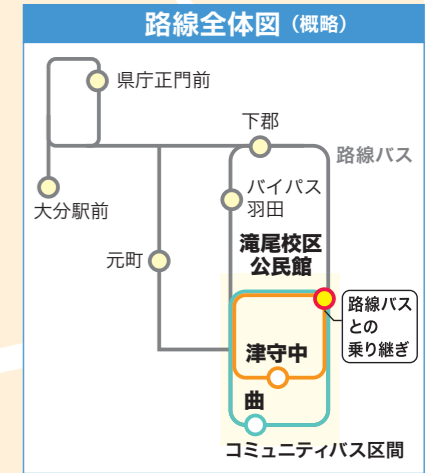 路線全体図（概略）
県庁正門前
下郡
路線バス
大分駅前
バイパス
羽田
滝尾校区
公民館
元町
路線バス
との
乗り継ぎ
津守中
曲
コミュニティバス区間